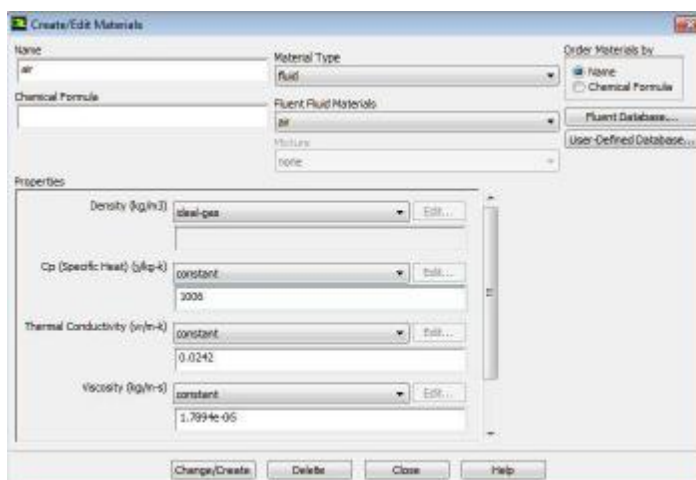 Create/Edit Materials
Name
air
Chemical Formula
Material Type
fluid
Fluent Fluid Materials
air
Mixture
none
Order Materials by
Name
Chemical Formula
Fluent Database...
User-Defined Database...
Properties
Density (kg/m3)
ideal-gas
Edit...
Cp (Specific Heat) (j/kg-k)
constant
Edit...
1006
Thermal Conductivity (w/m-k)
constant
Edit...
0.0242
Viscosity (kg/m-s)
constant
Edit...
1.7894e-05
Change/Create
Delete
Close
Help